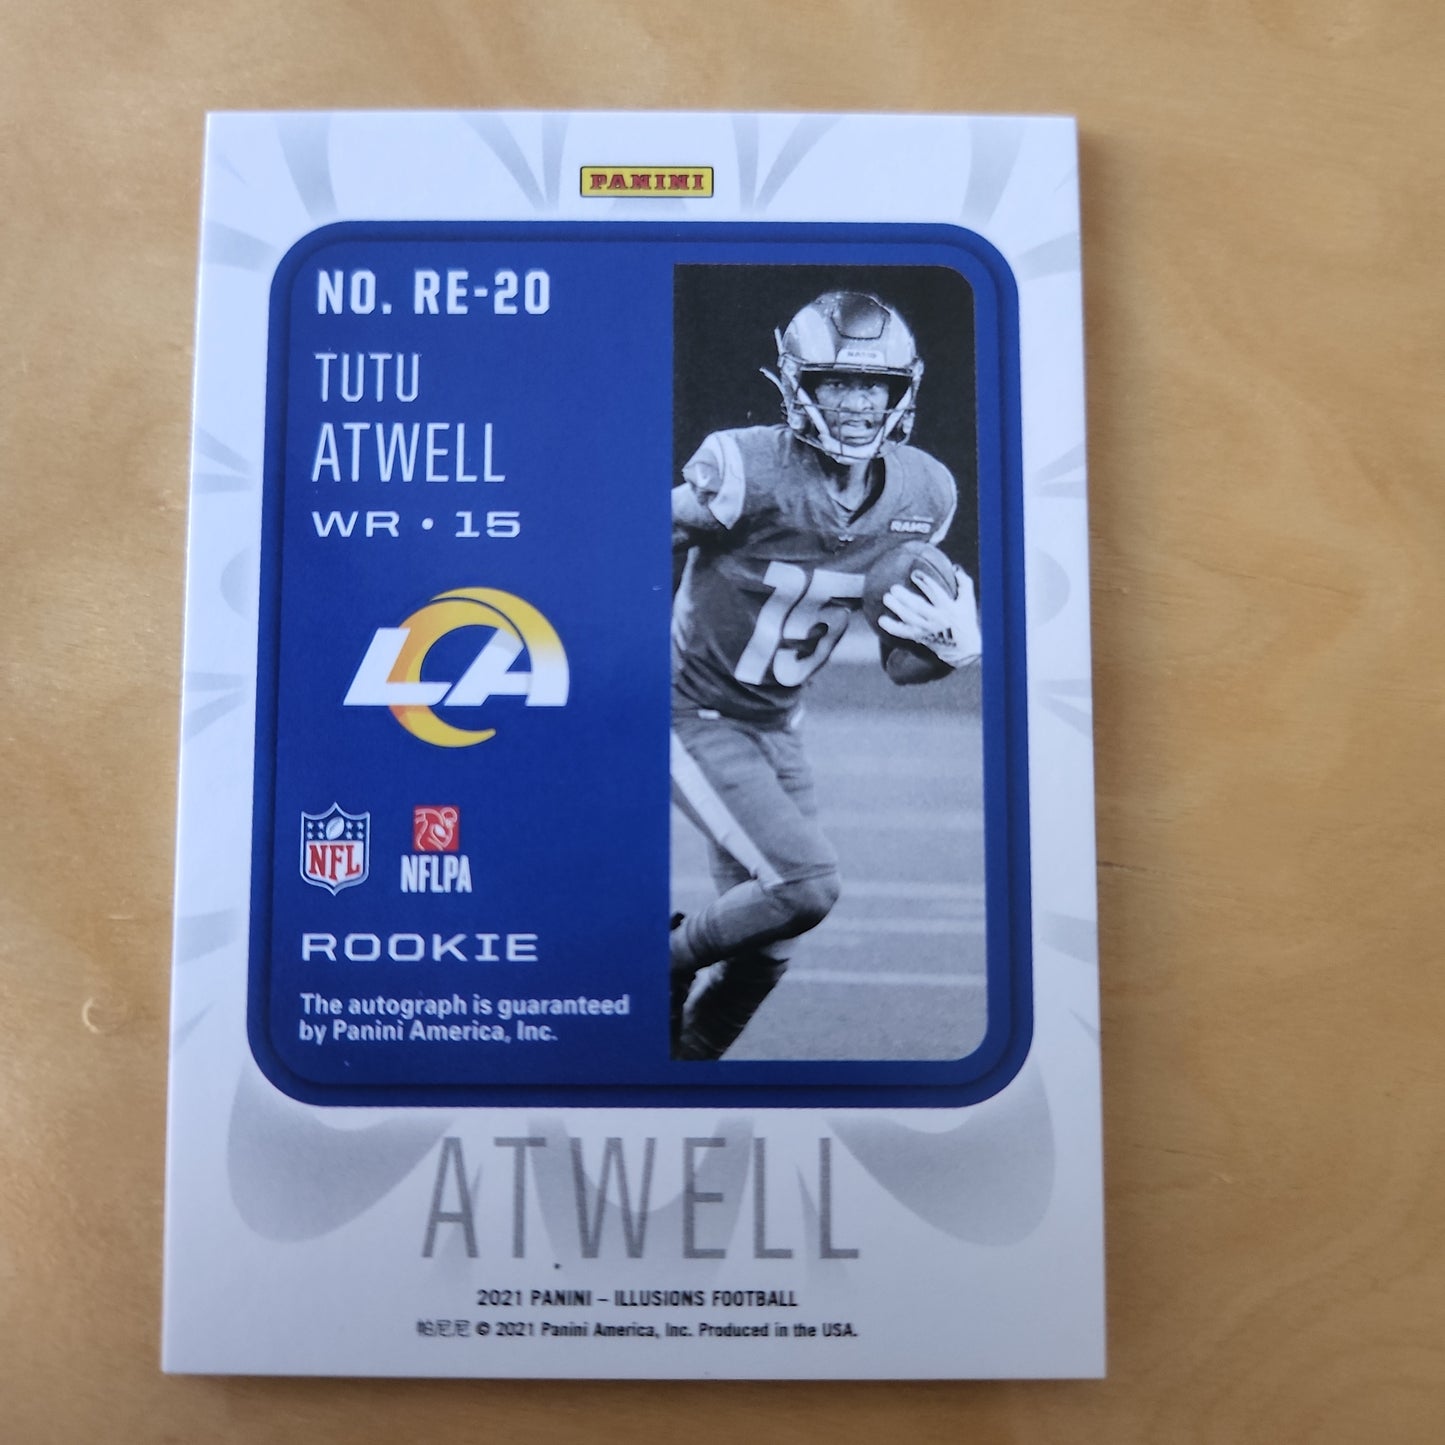 PANINI
NO. RE-20
TUTU
ATWELL
WR • 15
RAMS
RAMS
15
LA
NFL
NFLPA
ROOKIE
The autograph is guaranteed
by Panini America, Inc.
ATWELL
2021 PANINI – ILLUSIONS FOOTBALL
帕尼尼 © 2021 Panini America, Inc. Produced in the USA.